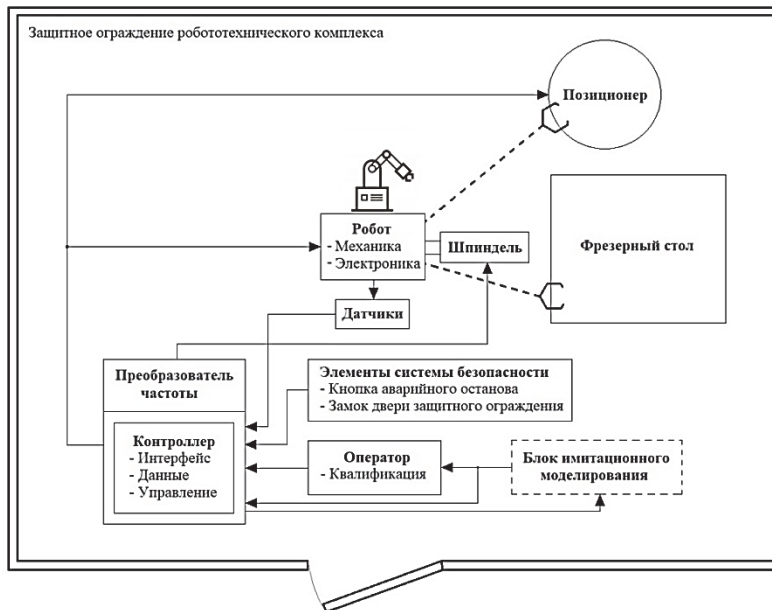 Защитное ограждение робототехнического комплекса
Позиционер
Робот
- Механика
- Электроника
Шпиндель
Фрезерный стол
Датчики
Преобразователь
частоты
Элементы системы безопасности
- Кнопка аварийного останова
- Замок двери защитного ограждения
Контроллер
- Интерфейс
- Данные
- Управление
Оператор
- Квалификация
Блок имитационного
моделирования